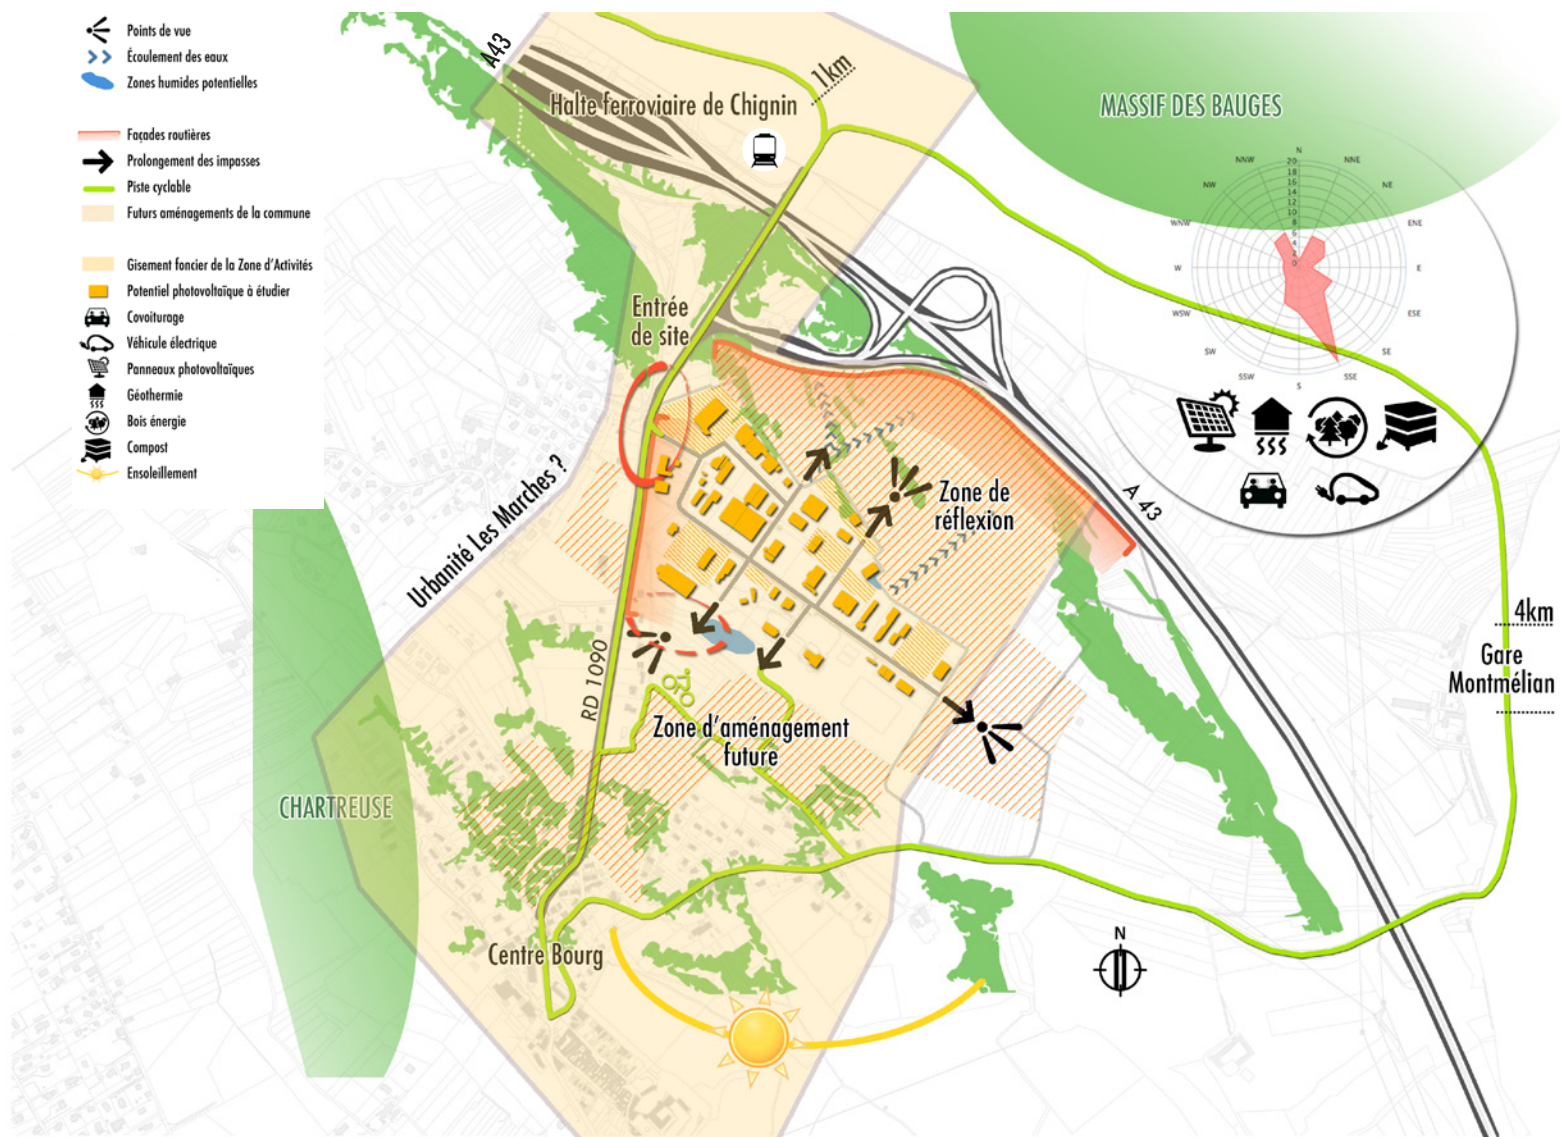 Points de vue
Écoulement des eaux
Zones humides potentielles
Façades routières
Prolongement des impasses
Piste cyclable
Futurs aménagements de la commune
Gisement foncier de la Zone d'Activités
Potentiel photovoltaïque à étudier
Covoiturage
Véhicule électrique
Panneaux photovoltaïques
Géothermie
Bois énergie
Compost
Ensoleillement
A43
1km
Halte ferroviaire de Chignin
MASSIF DES BAUGES
N
NNE
NE
ENE
E
ESE
SE
SSE
S
SSW
SW
WSW
W
WNW
NW
NNW
20
18
16
14
12
10
8
6
4
2
0
Entrée
de site
Urbanité Les Marches ?
Zone de
réflexion
A 43
4km
Gare
Montmélian
RD 1090
Zone d'aménagement
future
CHARTREUSE
Centre Bourg
N